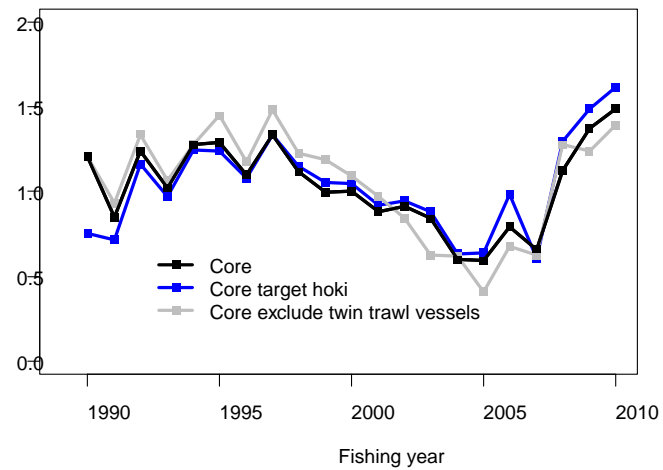 2.0
1.5
1.0
0.5
0.0
Core
Core target hoki
Core exclude twin trawl vessels
1990 1995 2000 2005 2010
Fishing year